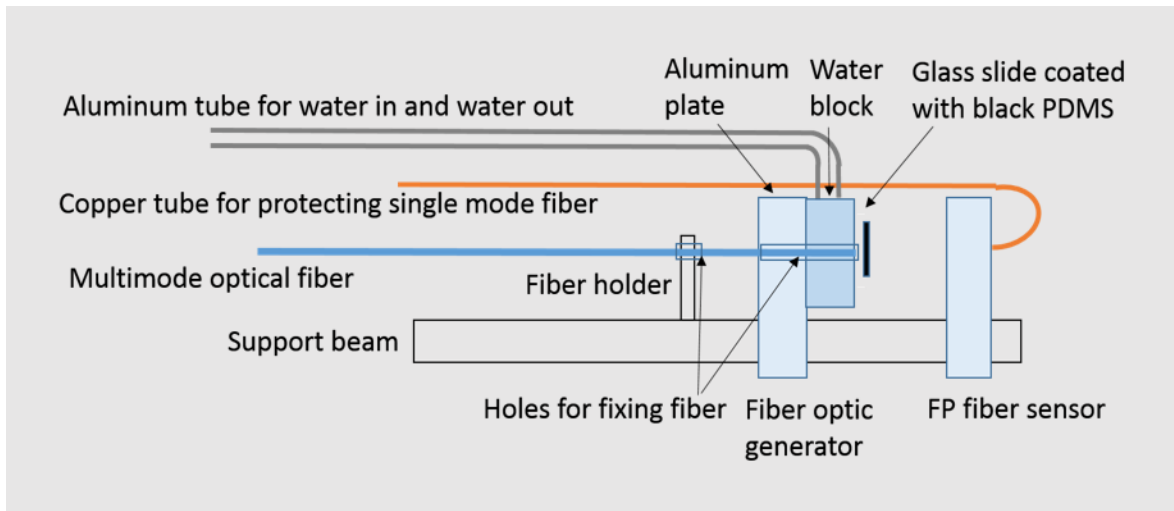 Aluminum
plate
Water
block
Glass slide coated
with black PDMS
Aluminum tube for water in and water out
Copper tube for protecting single mode fiber
Multimode optical fiber
Fiber holder
Support beam
Holes for fixing fiber
Fiber optic
generator
FP fiber sensor